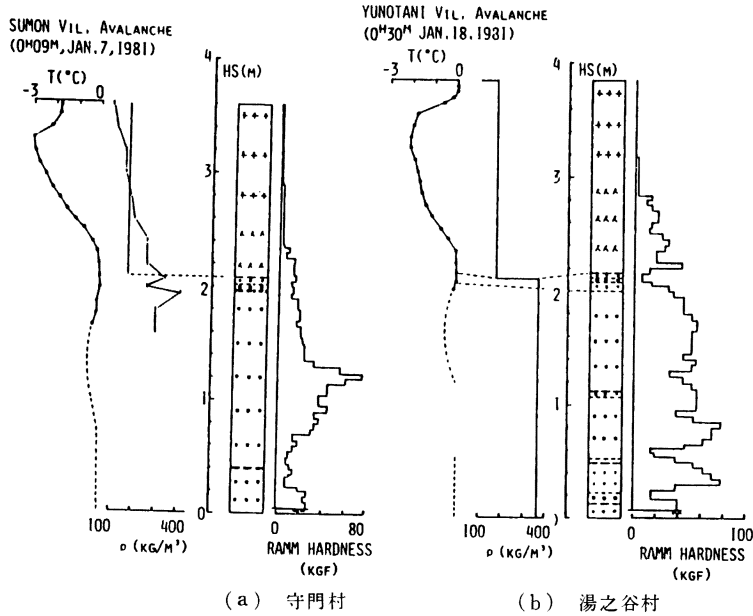 SUMON VIL. AVALANCHE
(0H09M, JAN.7,1981)
T(°C)
-3 0
4
HS(M)
3
2
1
0
100 400
ρ (KG/M³)
0 80
RAMM HARDNESS
(KGF)
(a) 守門村
YUNOTANI VIL. AVALANCHE
(0H30M JAN.18.1981)
T(°C)
-3 0
4
HS(M)
3
2
1
100 400
ρ (KG/M³)
0 100
RAMM HARDNESS
(KGF)
(b) 湯之谷村